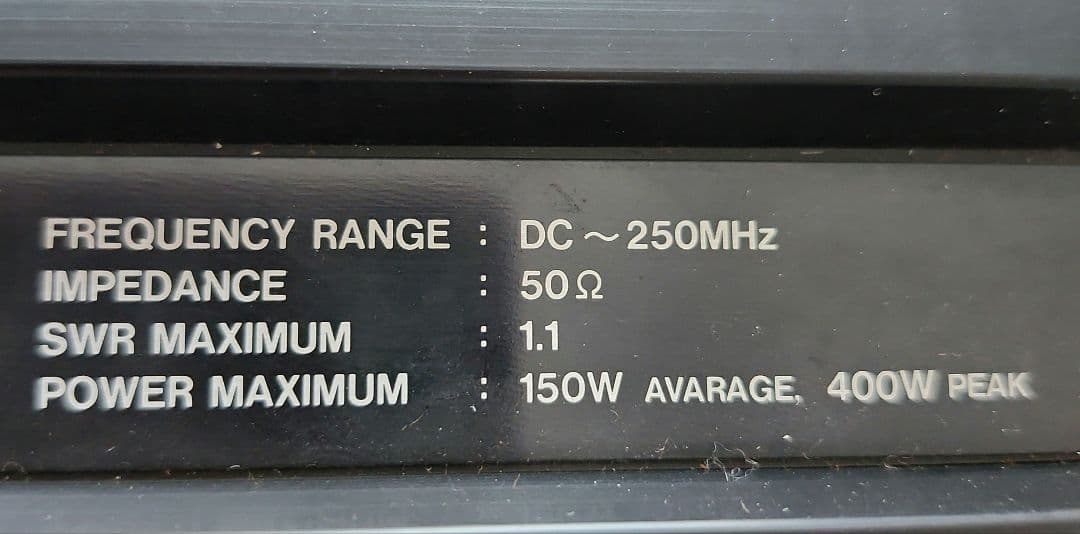 FREQUENCY RANGE : DC ~ 250MHz
IMPEDANCE : 50Ω
SWR MAXIMUM : 1.1
POWER MAXIMUM : 150W AVARAGE, 400W PEAK